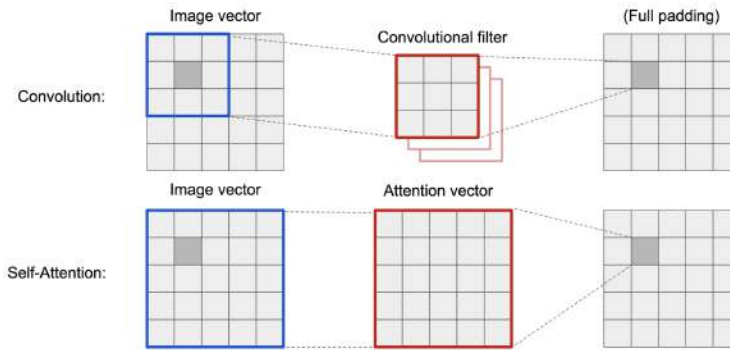 Image vector
(Full padding)
Convolutional filter
Convolution:
Image vector
Attention vector
Self-Attention: